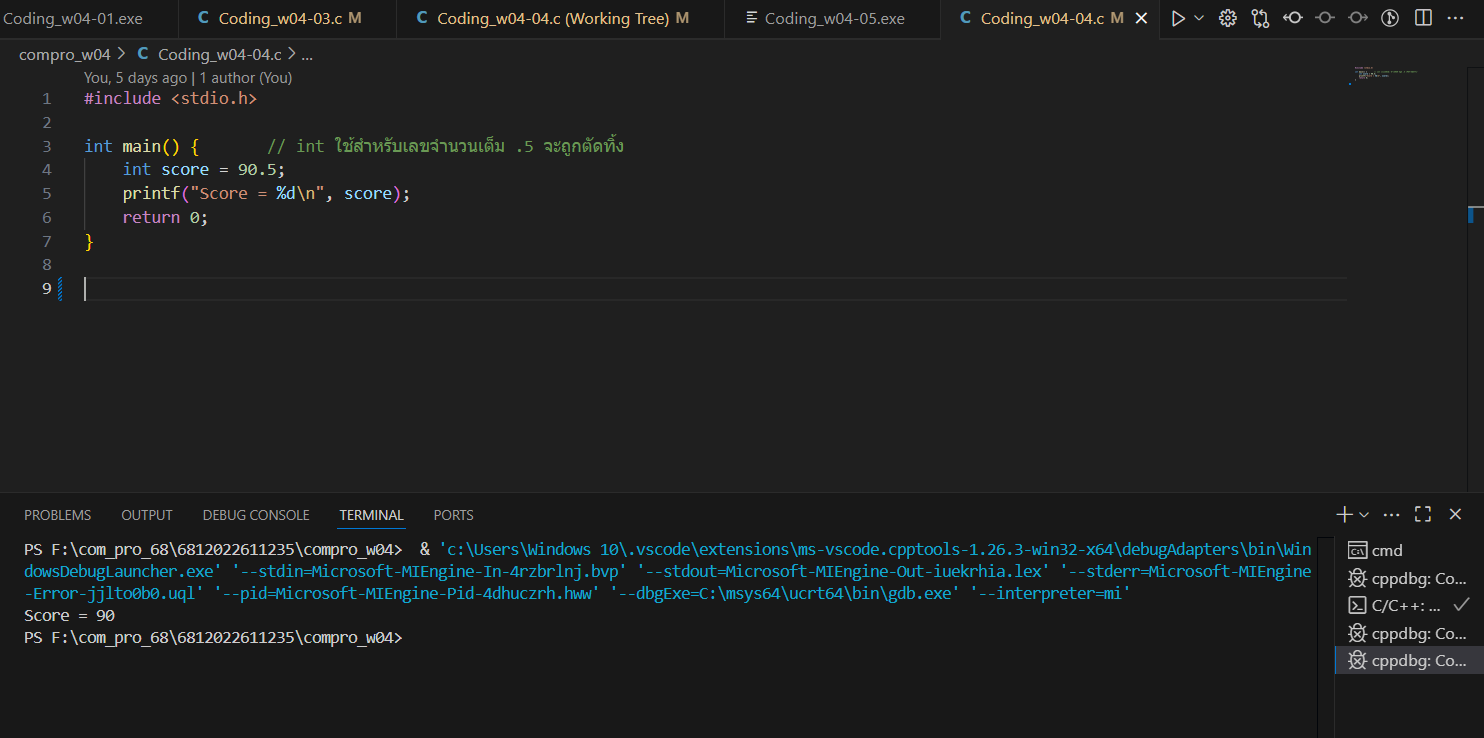 Coding_w04-01.exe C Coding_w04-03.c M C Coding_w04-04.c (Working Tree) M Coding_w04-05.exe C Coding_w04-04.c M
compro_w04 > C Coding_w04-04.c > ...
You, 5 days ago | 1 author (You)
1 #include <stdio.h>
2
3 int main() { // int ใช้สำหรับเลขจำนวนเต็ม .5 จะถูกตัดทิ้ง
4 int score = 90.5;
5 printf("Score = %d\n", score);
6 return 0;
7 }
8
9
PROBLEMS OUTPUT DEBUG CONSOLE TERMINAL PORTS
PS F:\com_pro_68\6812022611235\compro_w04> & 'c:\Users\Windows 10\.vscode\extensions\ms-vscode.cpptools-1.26.3-win32-x64\debugAdapters\bin\Win
dowsDebugLauncher.exe' '--stdin=Microsoft-MIEngine-In-4rzbrlnj.bvp' '--stdout=Microsoft-MIEngine-Out-iuekrhia.lex' '--stderr=Microsoft-MIEngine
-Error-jjlto0b0.uql' '--pid=Microsoft-MIEngine-Pid-4dhuczrh.hww' '--dbgExe=C:\msys64\ucrt64\bin\gdb.exe' '--interpreter=mi'
Score = 90
PS F:\com_pro_68\6812022611235\compro_w04>
cmd
cppdbg: Co...
C/C++: ...
cppdbg: Co...
cppdbg: Co...